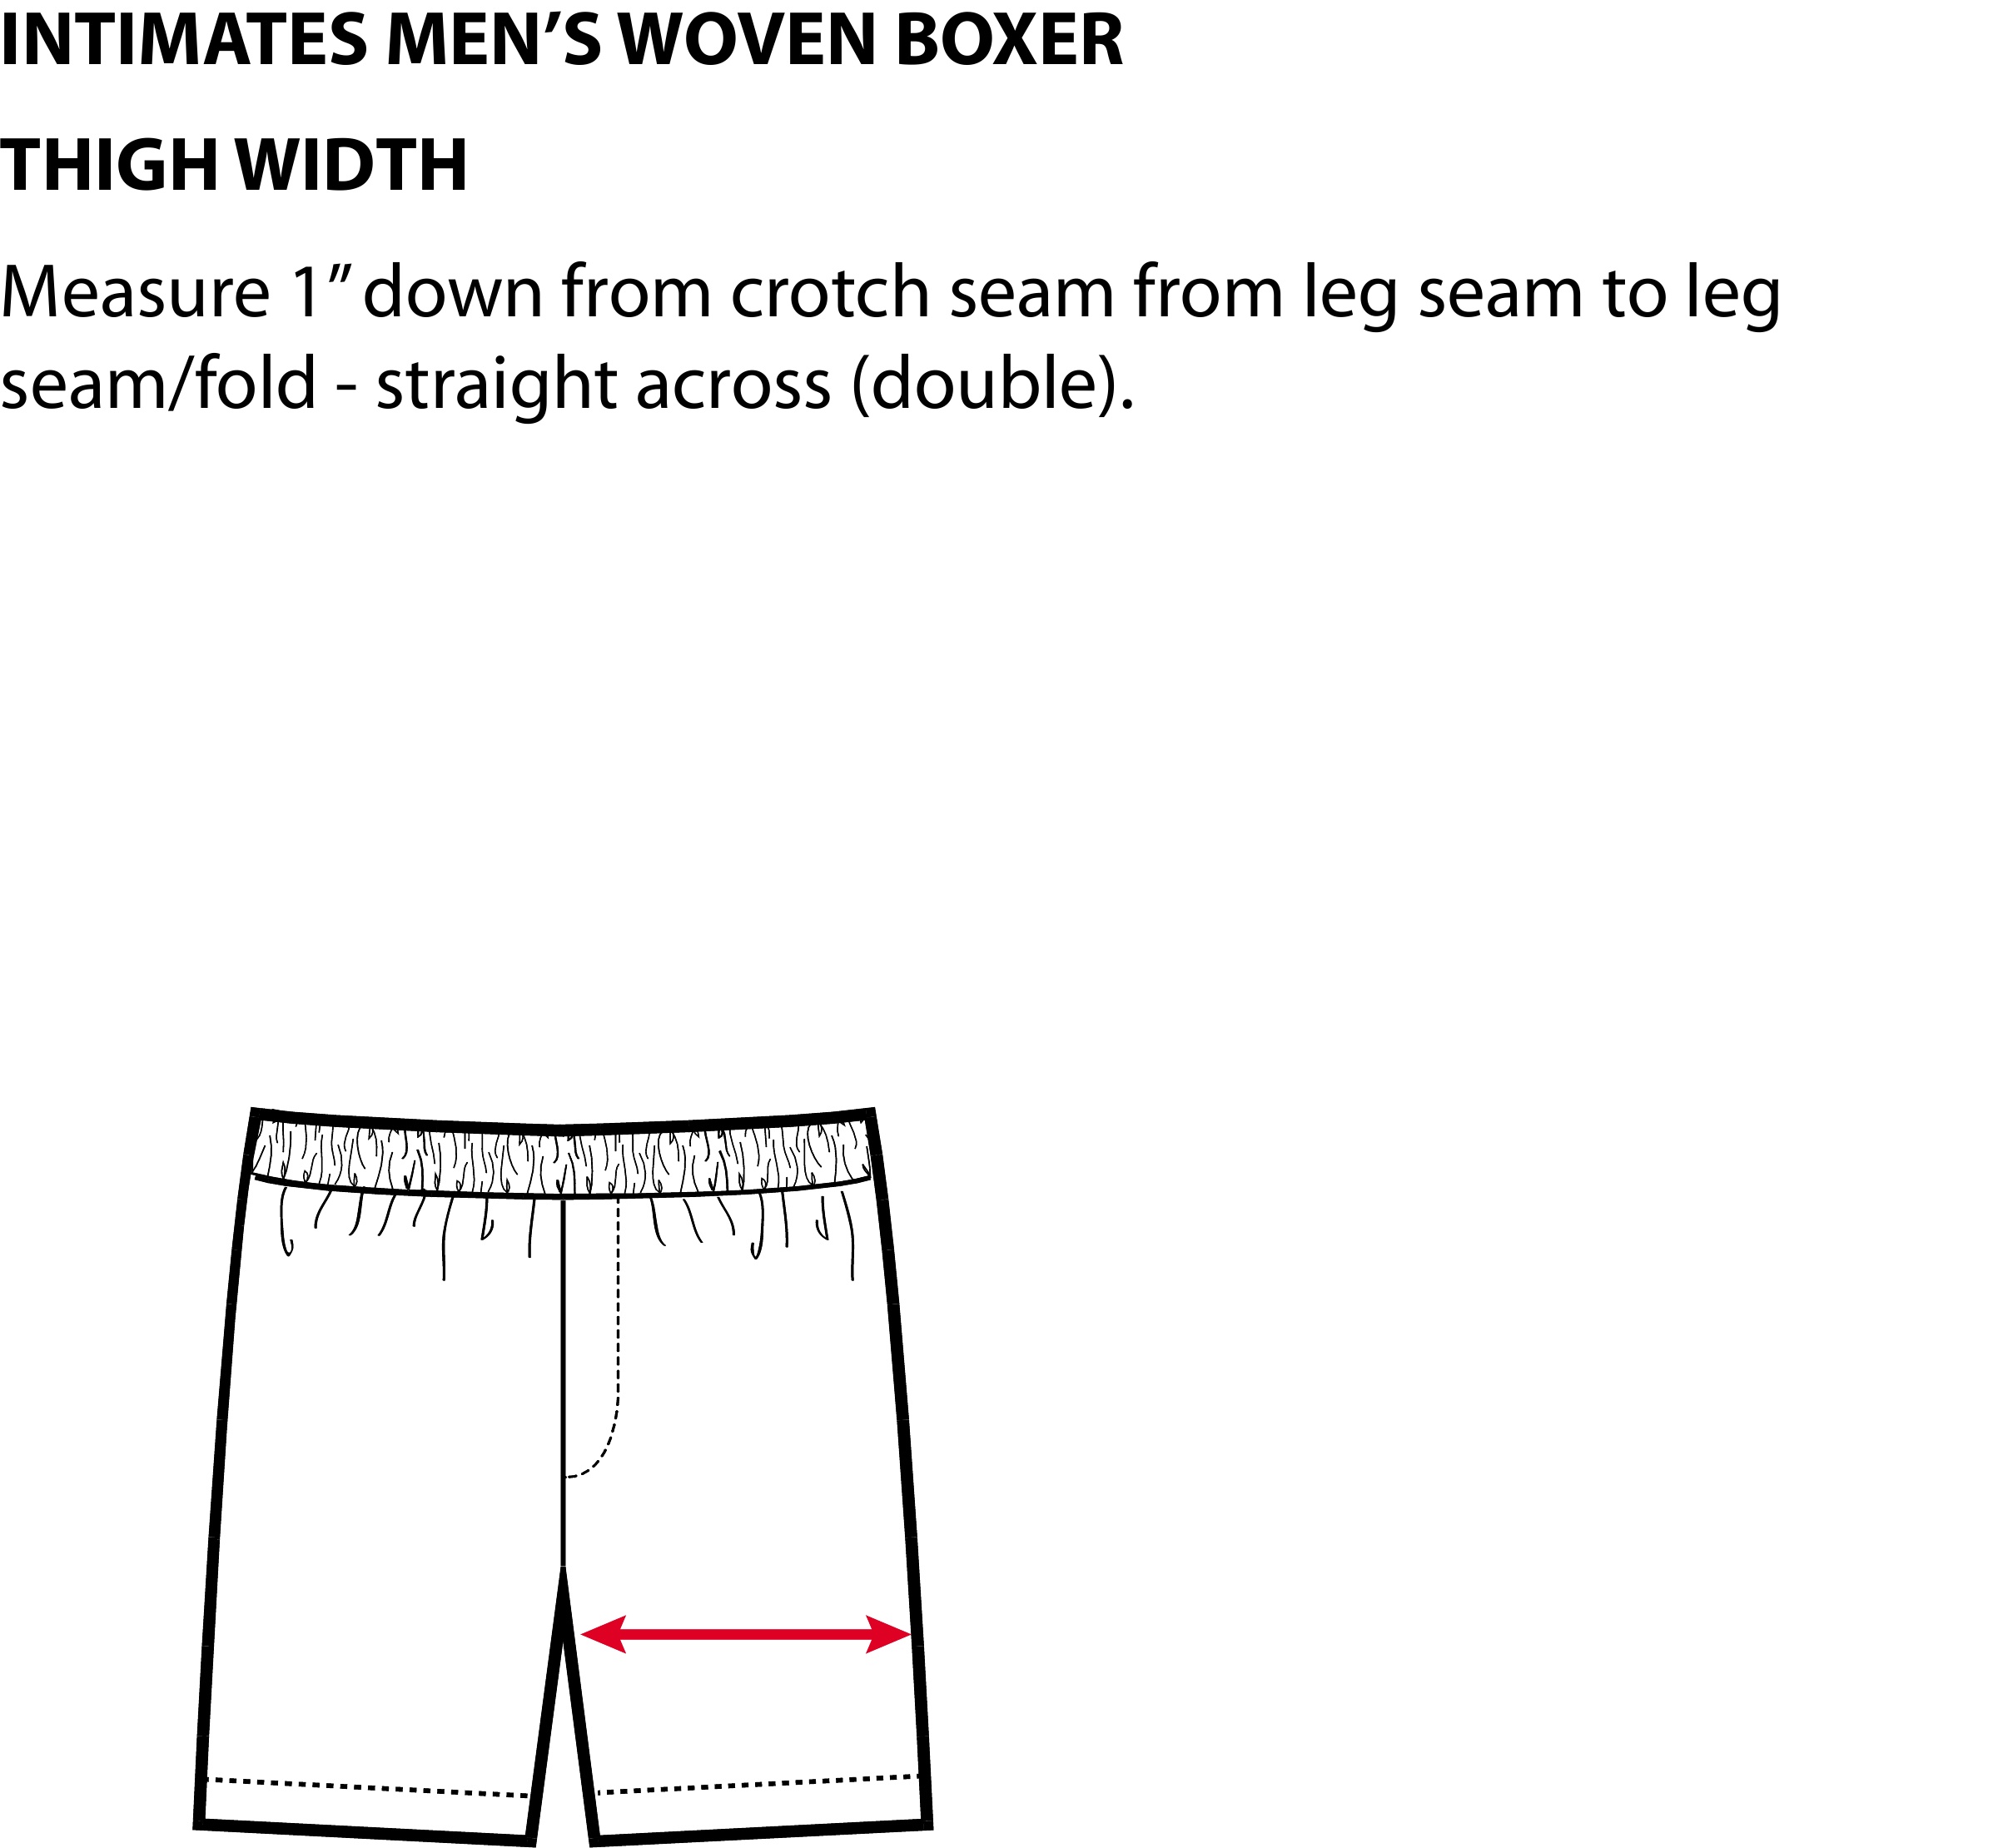 INTIMATES MEN‘S WOVEN BOXER
THIGH WIDTH
Measure 1” down from crotch seam from leg seam to leg
seam/fold - straight across (double).